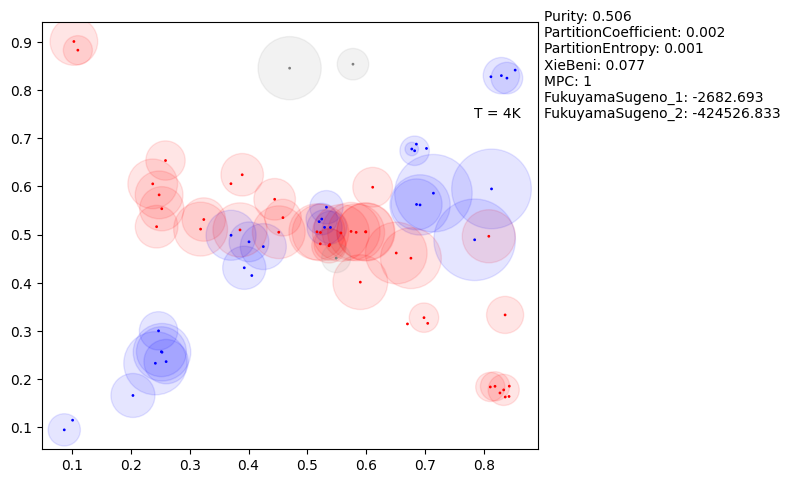 Purity: 0.506
PartitionCoefficient: 0.002
PartitionEntropy: 0.001
XieBeni: 0.077
MPC: 1
FukuyamaSugeno_1: -2682.693
FukuyamaSugeno_2: -424526.833
T = 4K
0.9
0.8
0.7
0.6
0.5
0.4
0.3
0.2
0.1
0.1 0.2 0.3 0.4 0.5 0.6 0.7 0.8